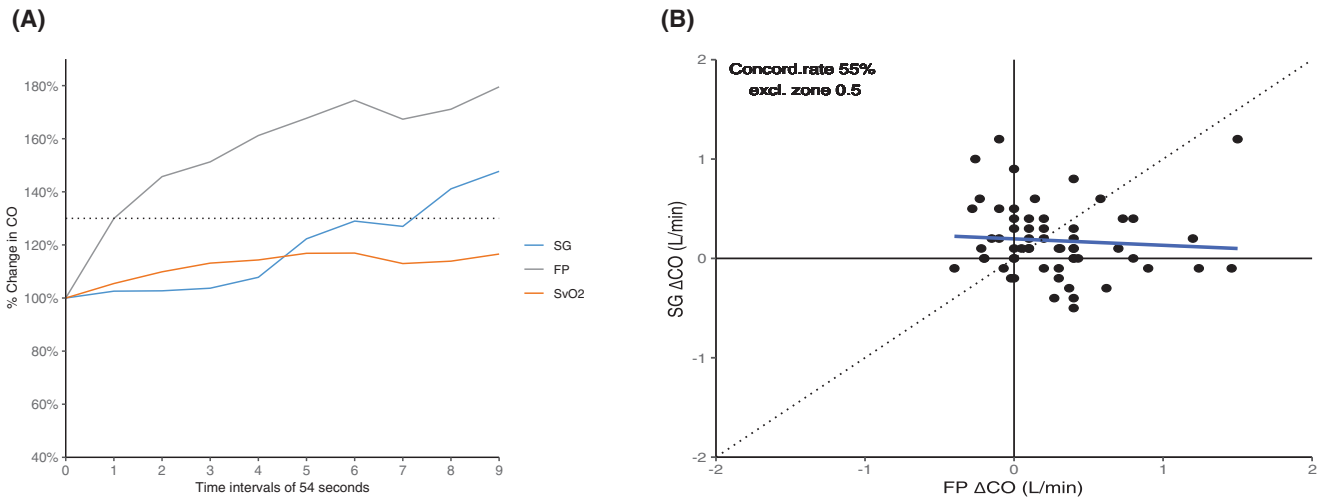 (A)
180%
160%
140%
120%
100%
80%
60%
40%
% Change in CO
0 1 2 3 4 5 6 7 8 9
Time intervals of 54 seconds
SG
FP
SvO2
(B)
Concord.rate 55%
excl. zone 0.5
2
1
0
-1
-2
SG ΔCO (L/min)
-2 -1 0 1 2
FP ΔCO (L/min)